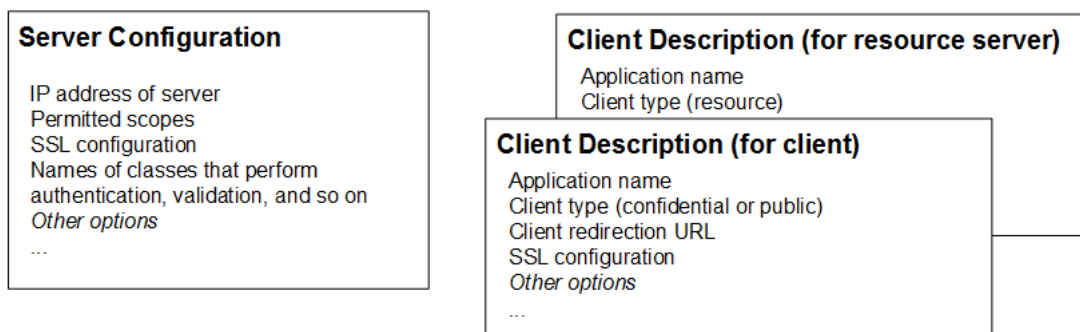 Server Configuration
IP address of server
Permitted scopes
SSL configuration
Names of classes that perform
authentication, validation, and so on
Other options
...
Client Description (for resource server)
Application name
Client type (resource)
Client Description (for client)
Application name
Client type (confidential or public)
Client redirection URL
SSL configuration
Other options
...